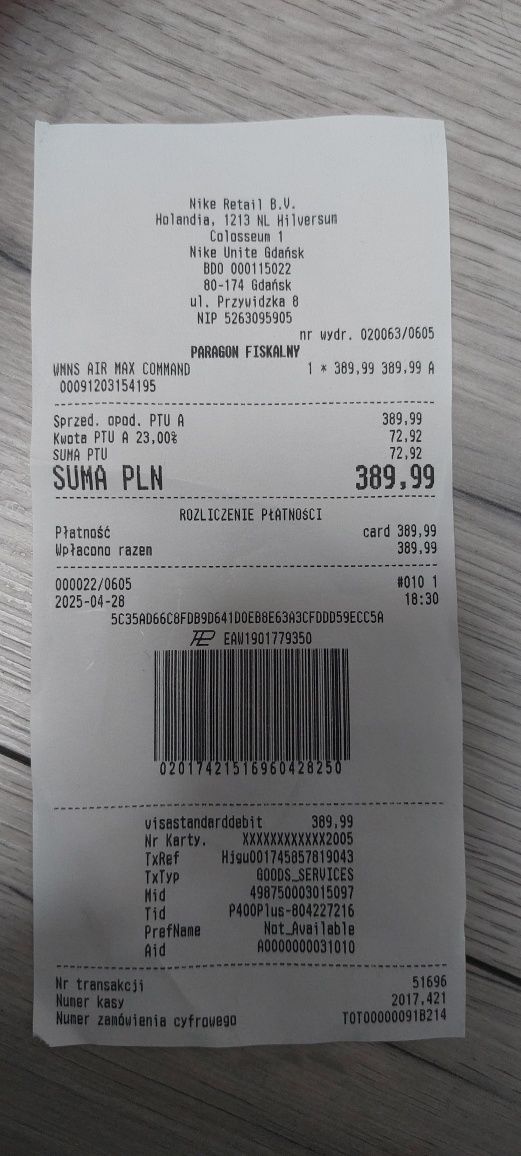 Nike Retail B.V.
Holandia, 1213 NL Hilversum
Colosseum 1
Nike Unite Gdańsk
BDO 000115022
80-174 Gdańsk
ul. Przywidzka 8
NIP 5263095905
nr wydr. 020063/0605
PARAGON FISKALNY
WMNS AIR MAX COMMAND 1 * 389,99 389,99 A
00091203154195
Sprzed. opod. PTU A 389,99
Kwota PTU A 23,00% 72,92
SUMA PTU 72,92
SUMA PLN 389,99
ROZLICZENIE PŁATNOŚCI
Płatność card 389,99
Wpłacono razem 389,99
000022/0605 #010 1
2025-04-28 18:30
5C35AD66C8FDB9D641D0EB8E63A3CFDDD59ECC5A
EAW1901779350
02017421516960428250
visastandarddebit 389,99
Nr Karty. XXXXXXXXXXXX2005
TxRef Hjgu001745857819043
TxTyp GOODS_SERVICES
Mid 498750003015097
Tid P400Plus-804227216
PrefName Not_Available
Aid A0000000031010
Nr transakcji 51696
Numer kasy 2017.421
Numer zamówienia cyfrowego TOT00000091B214